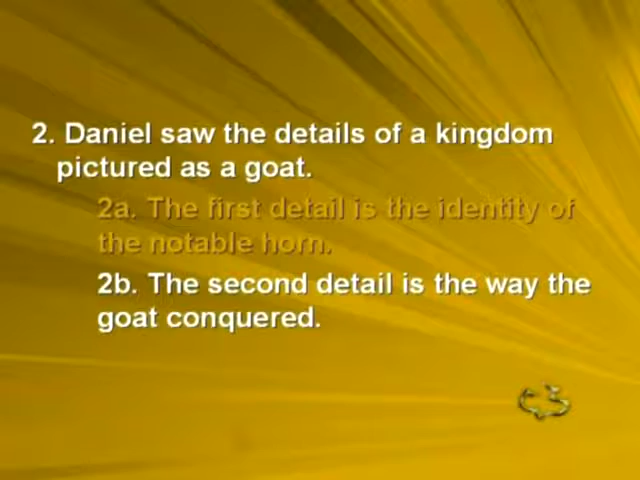 2. Daniel saw the details of a kingdom
pictured as a goat.
2a. The first detail is the identity of
the notable horn.
2b. The second detail is the way the
goat conquered.